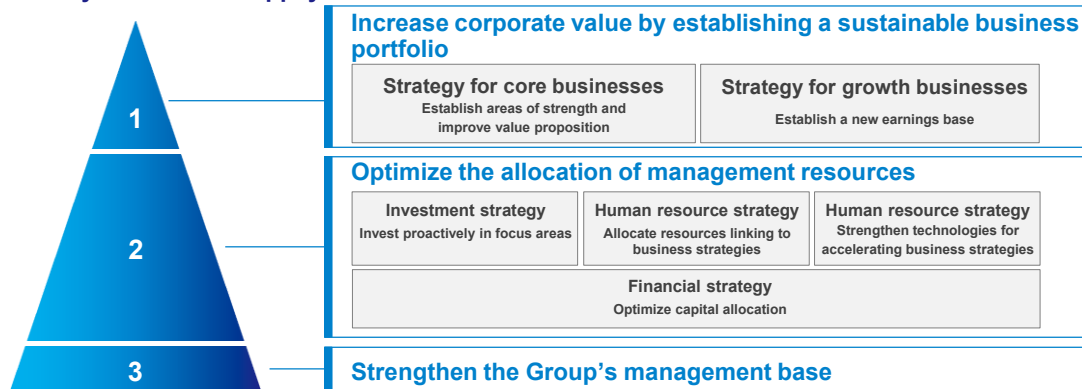 Increase corporate value by establishing a sustainable business
portfolio
Strategy for core businesses
Establish areas of strength and
improve value proposition
Strategy for growth businesses
Establish a new earnings base
1
Optimize the allocation of management resources
Investment strategy
Invest proactively in focus areas
Human resource strategy
Allocate resources linking to
business strategies
Human resource strategy
Strengthen technologies for
accelerating business strategies
2
Financial strategy
Optimize capital allocation
3
Strengthen the Group’s management base